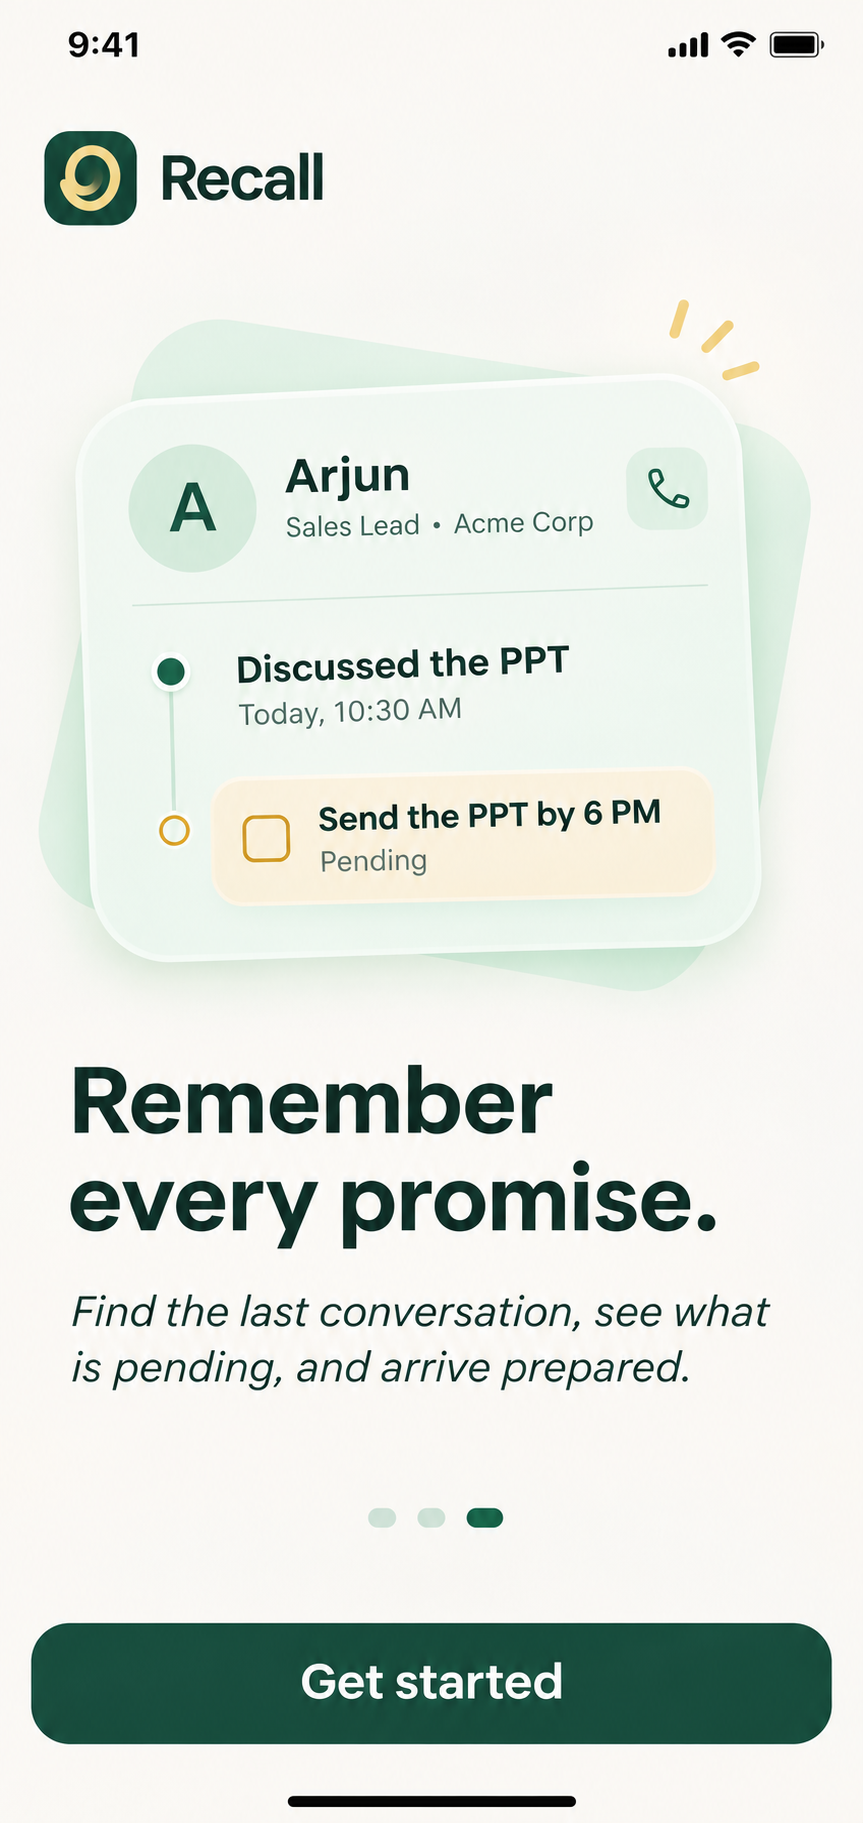 9:41
Recall
A
Arjun
Sales Lead • Acme Corp
Discussed the PPT
Today, 10:30 AM
Send the PPT by 6 PM
Pending
Remember
every promise.
Find the last conversation, see what
is pending, and arrive prepared.
Get started